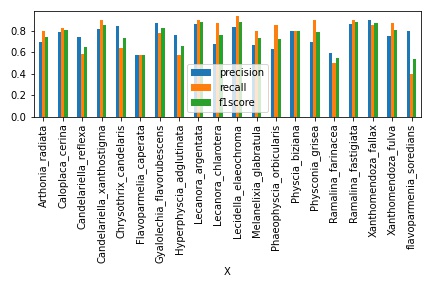 0.8
0.6
0.4
0.2
0.0
precision
recall
f1score
Arthonia_radiata
Caloplaca_cerina
Candelariella_reflexa
Candelariella_xanthostigma
Chrysothrix_candelaris
Flavoparmelia_caperata
Gyalolechia_flavorubescens
Hyperphyscia_adglutinata
Lecanora_argentata
Lecanora_chlarotera
Lecidella_elaeochroma
Melanelixia_glabratula
Phaeophyscia_orbicularis
Physcia_biziana
Physconia_grisea
Ramalina_farinacea
Ramalina_fastigiata
Xanthomendoza_fallax
Xanthomendoza_fulva
flavoparmenia_soredians
X